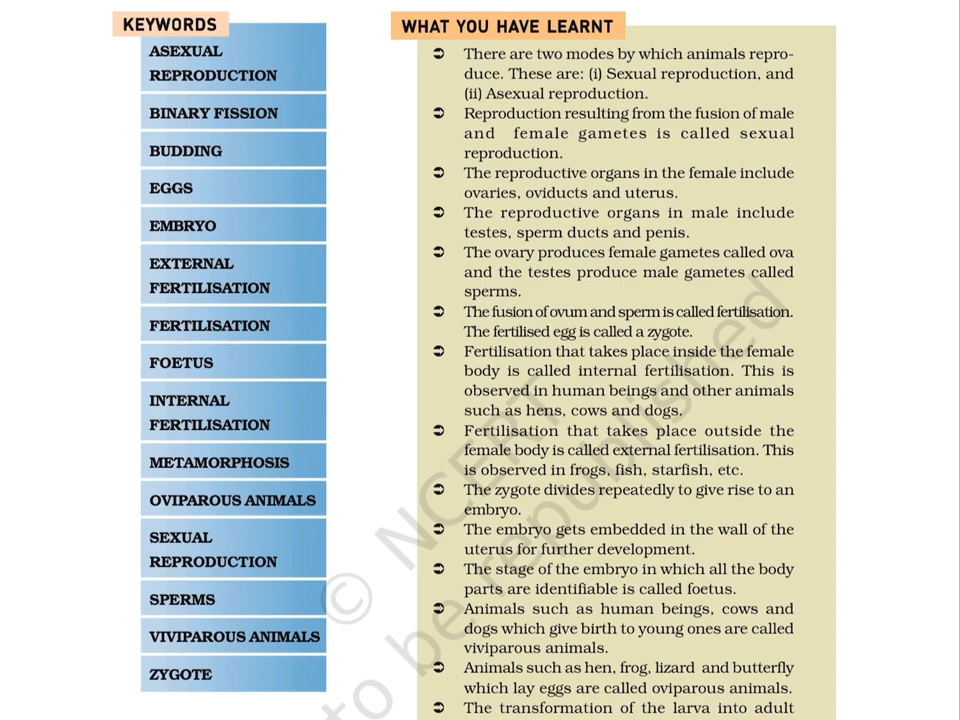 KEYWORDS
ASEXUAL
REPRODUCTION
BINARY FISSION
BUDDING
EGGS
EMBRYO
EXTERNAL
FERTILISATION
FERTILISATION
FOETUS
INTERNAL
FERTILISATION
METAMORPHOSIS
OVIPAROUS ANIMALS
SEXUAL
REPRODUCTION
SPERMS
VIVIPAROUS ANIMALS
ZYGOTE
WHAT YOU HAVE LEARNT
There are two modes by which animals repro-
duce. These are: (i) Sexual reproduction, and
(ii) Asexual reproduction.
Reproduction resulting from the fusion of male
and female gametes is called sexual
reproduction.
The reproductive organs in the female include
ovaries, oviducts and uterus.
The reproductive organs in male include
testes, sperm ducts and penis.
The ovary produces female gametes called ova
and the testes produce male gametes called
sperms.
The fusion of ovum and sperm is called fertilisation.
The fertilised egg is called a zygote.
Fertilisation that takes place inside the female
body is called internal fertilisation. This is
observed in human beings and other animals
such as hens, cows and dogs.
Fertilisation that takes place outside the
female body is called external fertilisation. This
is observed in frogs, fish, starfish, etc.
The zygote divides repeatedly to give rise to an
embryo.
The embryo gets embedded in the wall of the
uterus for further development.
The stage of the embryo in which all the body
parts are identifiable is called foetus.
Animals such as human beings, cows and
dogs which give birth to young ones are called
viviparous animals.
Animals such as hen, frog, lizard and butterfly
which lay eggs are called oviparous animals.
The transformation of the larva into adult
© NCERT
to be republished